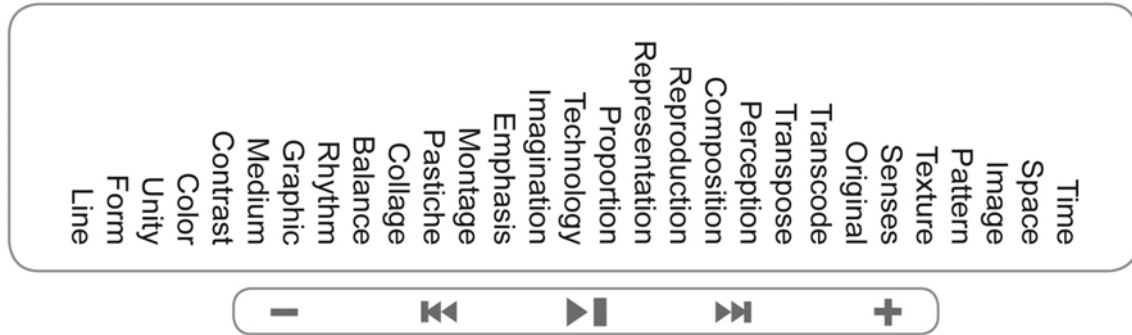 Time
Space
Image
Pattern
Texture
Senses
Original
Transcode
Transpose
Perception
Composition
Reproduction
Representation
Proportion
Technology
Imagination
Emphasis
Montage
Pastiche
Collage
Balance
Rhythm
Graphic
Medium
Contrast
Color
Unity
Form
Line